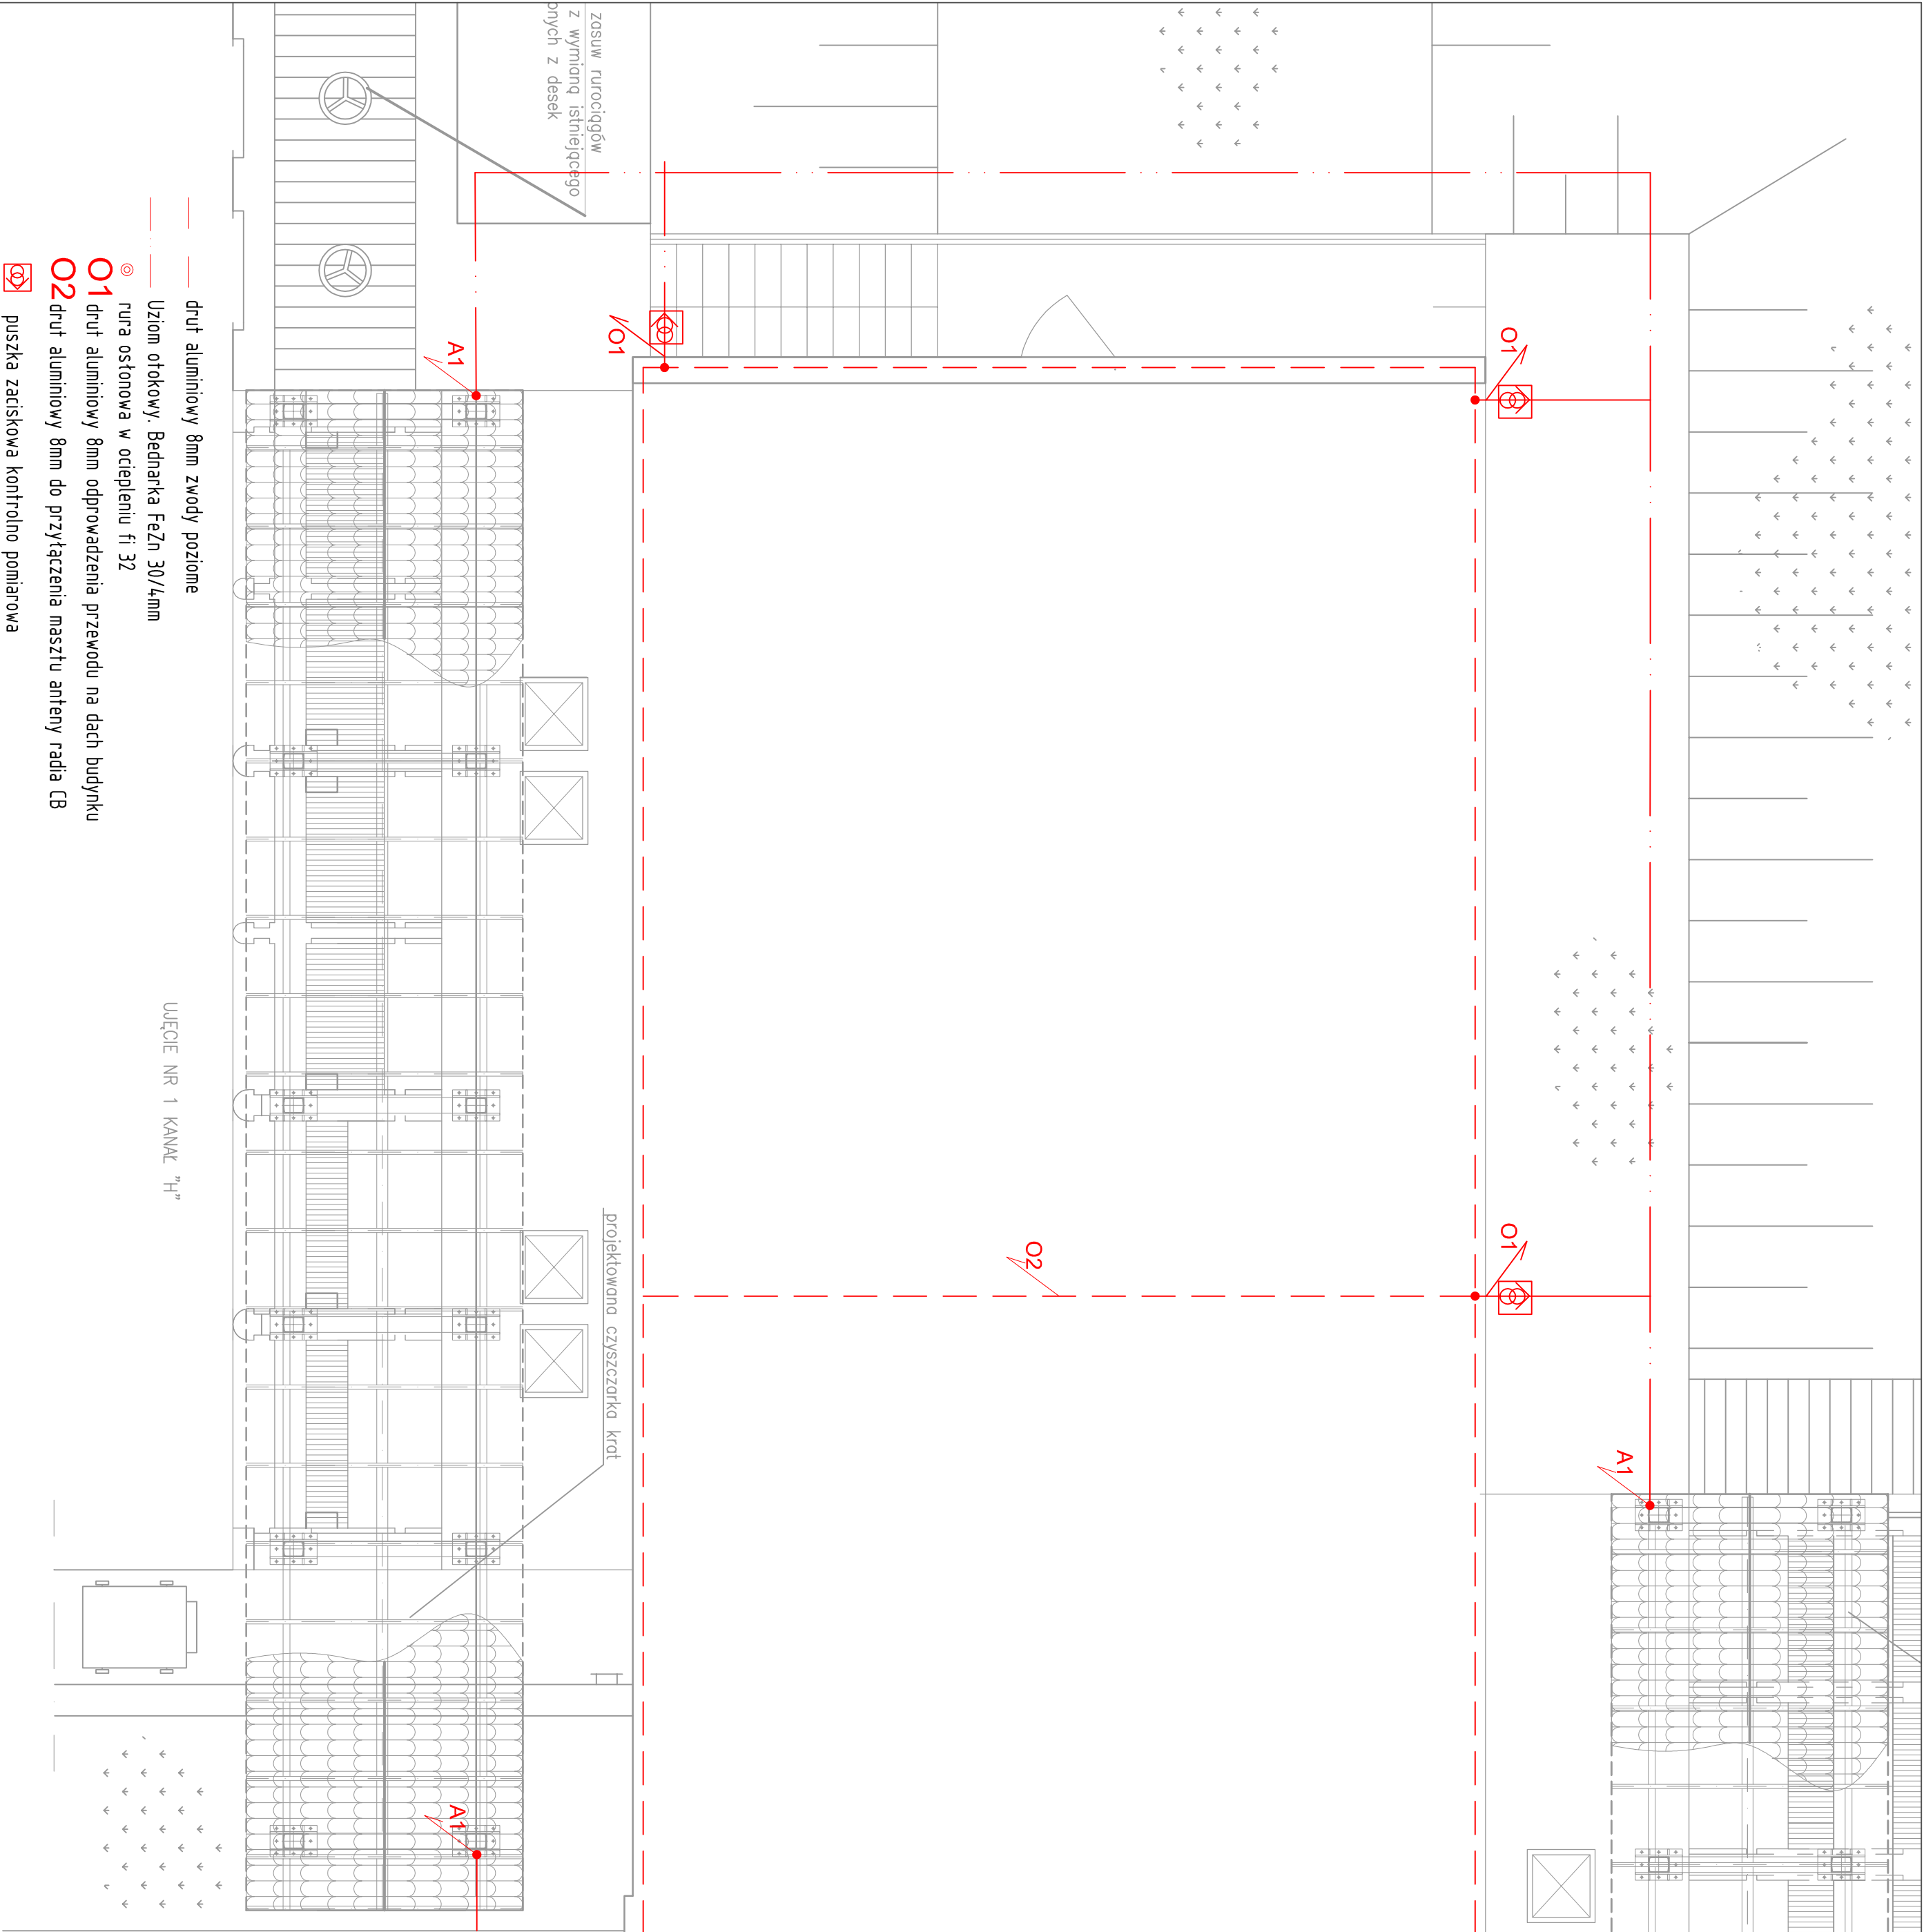 zasuw rurociągów
z wymianą istniejącego
onych z desek
O1
O1
A1
drut aluminiowy 8mm zwody poziome
Uziom otokowy. Bednarka FeZn 30/4mm
rura osłonowa w ociepleniu fi 32
O1 drut aluminiowy 8mm odprowadzenia przewodu na dach budynku
O2 drut aluminiowy 8mm do przyłączenia masztu anteny radia CB
puszka zaciskowa kontrolno pomiarowa
UJĘCIE NR 1 KANAŁ "H"
projektowana czyszczarka krat
O2
O1
A1
A1